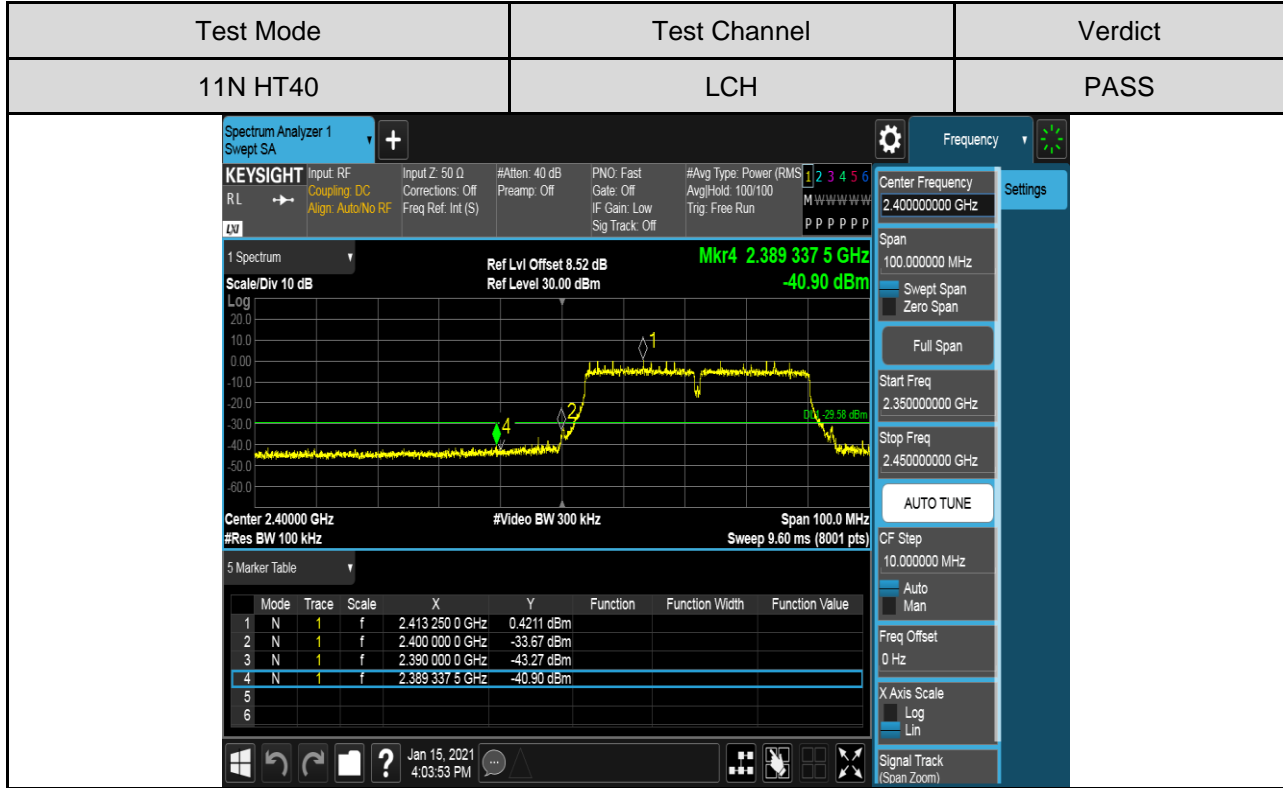 Test Mode Test Channel Verdict
11N HT40 LCH PASS
Spectrum Analyzer 1
Swept SA
+
Frequency
KEYSIGHT Input: RF Input Z: 50 Ω #Atten: 40 dB PNO: Fast #Avg Type: Power (RMS 1 2 3 4 5 6
RL Coupling: DC Corrections: Off Preamp: Off Gate: Off Avg|Hold: 100/100 M W W W W W
Align: Auto/No RF Freq Ref: Int (S) IF Gain: Low Trig: Free Run
LXI Sig Track: Off P P P P P P
1 Spectrum Ref Lvl Offset 8.52 dB Mkr4 2.389 337 5 GHz
Scale/Div 10 dB Ref Level 30.00 dBm -40.90 dBm
Log
20.0
10.0
0.00
-10.0
-20.0
-30.0
-40.0
-50.0
-60.0
1
2
4
DL1 -29.58 dBm
Center 2.40000 GHz #Video BW 300 kHz Span 100.0 MHz
#Res BW 100 kHz Sweep 9.60 ms (8001 pts)
5 Marker Table
Mode Trace Scale X Y Function Function Width Function Value
1 N 1 f 2.413 250 0 GHz 0.4211 dBm
2 N 1 f 2.400 000 0 GHz -33.67 dBm
3 N 1 f 2.390 000 0 GHz -43.27 dBm
4 N 1 f 2.389 337 5 GHz -40.90 dBm
5
6
? Jan 15, 2021
4:03:53 PM
Center Frequency
2.400000000 GHz
Settings
Span
100.000000 MHz
Swept Span
Zero Span
Full Span
Start Freq
2.350000000 GHz
Stop Freq
2.450000000 GHz
AUTO TUNE
CF Step
10.000000 MHz
Auto
Man
Freq Offset
0 Hz
X Axis Scale
Log
Lin
Signal Track
(Span Zoom)